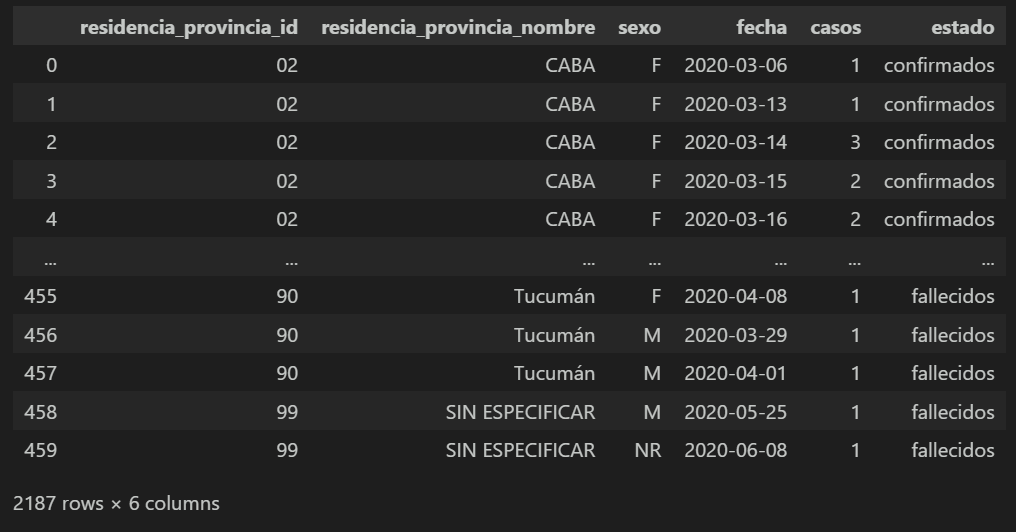 residencia_provincia_id residencia_provincia_nombre sexo fecha casos estado
0 02 CABA F 2020-03-06 1 confirmados
1 02 CABA F 2020-03-13 1 confirmados
2 02 CABA F 2020-03-14 3 confirmados
3 02 CABA F 2020-03-15 2 confirmados
4 02 CABA F 2020-03-16 2 confirmados
... ... ... ... ... ... ...
455 90 Tucumán F 2020-04-08 1 fallecidos
456 90 Tucumán M 2020-03-29 1 fallecidos
457 90 Tucumán M 2020-04-01 1 fallecidos
458 99 SIN ESPECIFICAR M 2020-05-25 1 fallecidos
459 99 SIN ESPECIFICAR NR 2020-06-08 1 fallecidos
2187 rows × 6 columns